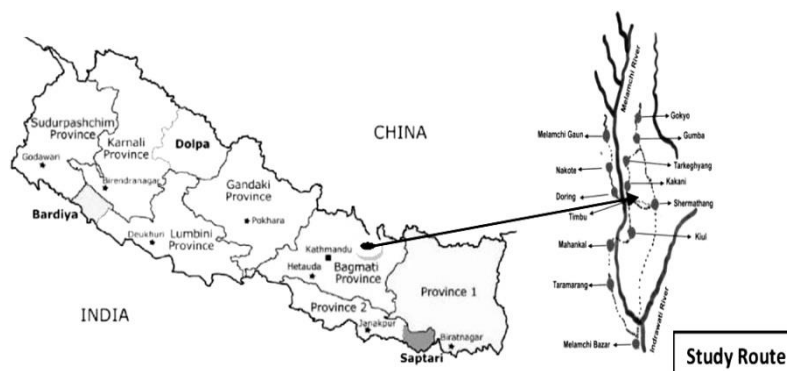 CHINA
Sudurpashchim
Province
Godawari
Karnali
Province
Dolpa
Birendranagar
Bardiya
Gandaki
Province
Pokhara
Deukhuri
Lumbini
Province
Kathmandu
Hetauda
Bagmati
Province
INDIA
Province 2
Janakpur
Province 1
Saptari
Biratnagar
Melamchi River
Gokyo
Melamchi Gaun
Gumba
Tarkeghyang
Nakote
Kakani
Doring
Shermathang
Timbu
Kiul
Mahankal
Taramarang
Indrawati River
Melamchi Bazar
Study Route